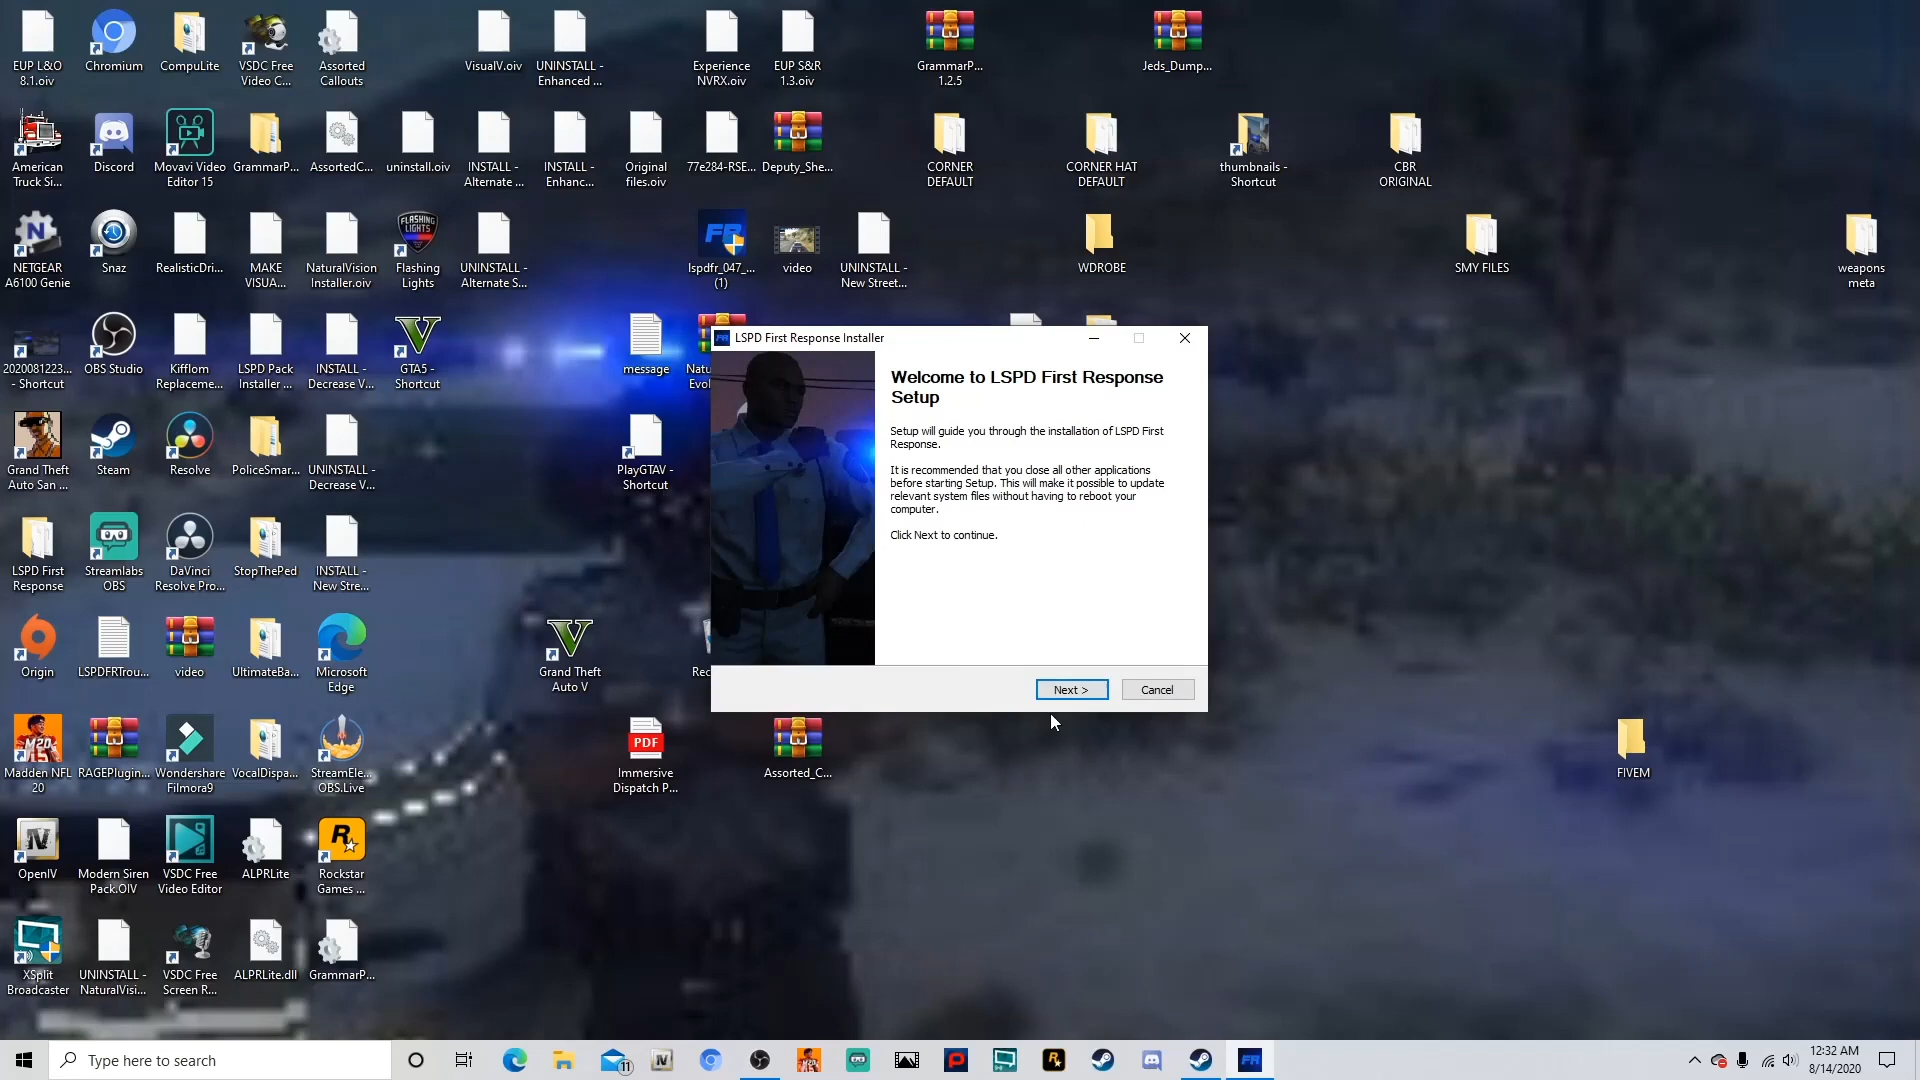 EUP L&O
8.1.oiv
Chromium
CompuLite
VSDC Free
Video C...
Assorted
Callouts
VisualV.oiv
UNINSTALL -
Enhanced ...
Experience
NVRX.oiv
EUP S&R
1.3.oiv
GrammarP...
1.2.5
Jeds_Dump...
American
Truck Si...
Discord
Movavi Video
Editor 15
GrammarP...
AssortedC...
uninstall.oiv
INSTALL -
Alternate ...
INSTALL -
Enhanc...
Original
files.oiv
77e284-RSE...
Deputy_She...
CORNER
DEFAULT
CORNER HAT
DEFAULT
thumbnails -
Shortcut
CBR
ORIGINAL
NETGEAR
A6100 Genie
Snaz
RealisticDri...
MAKE
VISUA...
NaturalVision
Installer.oiv
FLASHING
LIGHTS
Flashing
Lights
UNINSTALL -
Alternate S...
lspdfr_047_...
(1)
video
UNINSTALL -
New Street...
WDROBE
SMY FILES
weapons
meta
2020081223...
- Shortcut
OBS Studio
Kifflom
Replaceme...
LSPD Pack
Installer ...
INSTALL -
Decrease V...
GTA5 -
Shortcut
message
Natu
Evol
LSPD First Response Installer
Welcome to LSPD First Response
Setup
Setup will guide you through the installation of LSPD First
Response.
It is recommended that you close all other applications
before starting Setup. This will make it possible to update
relevant system files without having to reboot your
computer.
Click Next to continue.
Next >
Cancel
Grand Theft
Auto San ...
Steam
Resolve
PoliceSmar...
UNINSTALL -
Decrease V...
PlayGTAV -
Shortcut
LSPD First
Response
Streamlabs
OBS
DaVinci
Resolve Pro...
StopThePed
INSTALL -
New Stre...
Origin
LSPDFRTrou...
video
UltimateBa...
Microsoft
Edge
Grand Theft
Auto V
Rec
Madden NFL
20
RAGEPlugin...
Wondershare
Filmora9
VocalDispa...
StreamEle...
OBS.Live
PDF
Immersive
Dispatch P...
Assorted_C...
FIVEM
OpenIV
Modern Siren
Pack.OIV
VSDC Free
Video Editor
ALPRLite
Rockstar
Games ...
XSplit
Broadcaster
UNINSTALL -
NaturalVisi...
VSDC Free
Screen R...
ALPRLite.dll
GrammarP...
Type here to search
11
12:32 AM
8/14/2020